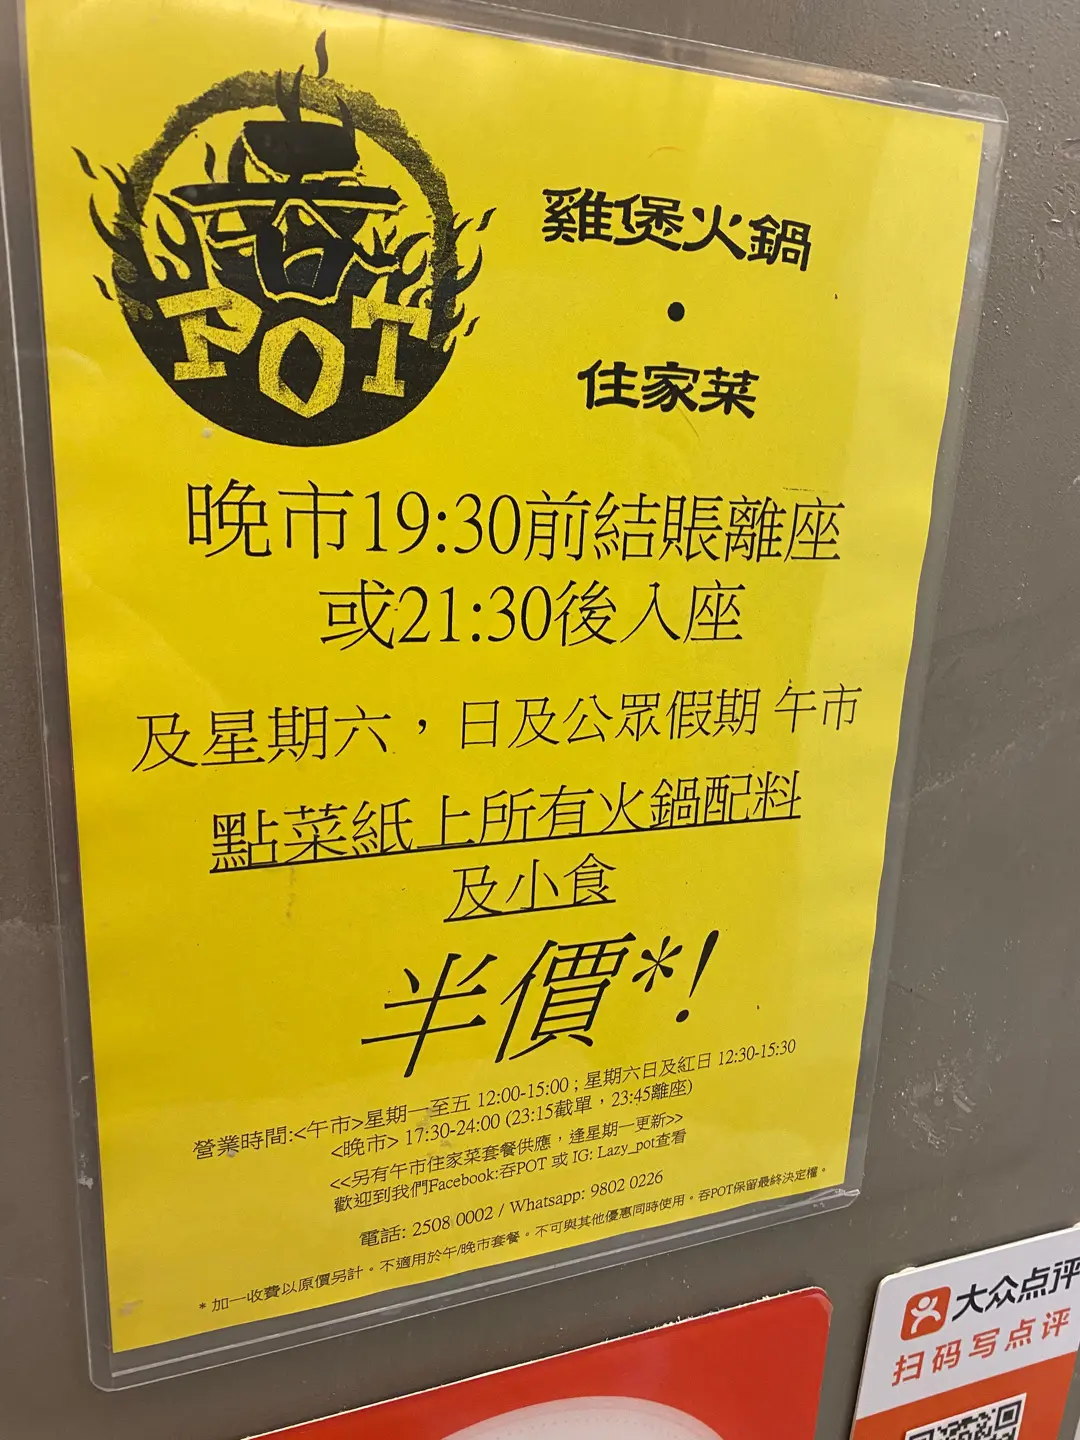 吞
POT
雞煲火鍋
•
住家菜
晚市19:30前結賬離座
或21:30後入座
及星期六，日及公眾假期 午市
點菜紙上所有火鍋配料
及小食
半價*!
營業時間:<午市>星期一至五 12:00-15:00 ; 星期六日及紅日 12:30-15:30
<晚市> 17:30-24:00 (23:15截單，23:45離座)
<<另有午市住家菜套餐供應，逢星期一更新>>
歡迎到我們Facebook:吞POT 或 IG: Lazy_pot查看
電話: 2508 0002 / Whatsapp: 9802 0226
* 加一收費以原價另計。不適用於午/晚市套餐。不可與其他優惠同時使用。吞POT保留最終決定權。
大众点评
扫码写点评